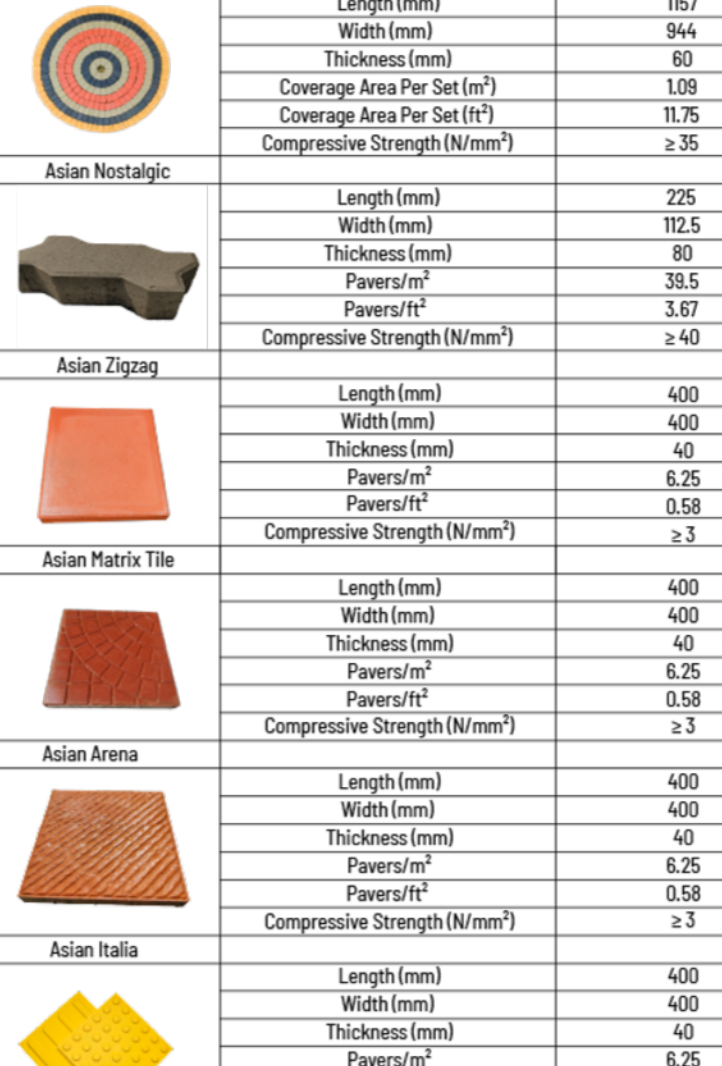 Length (mm) 1157
Width (mm) 944
Thickness (mm) 60
Coverage Area Per Set (m²) 1.09
Coverage Area Per Set (ft²) 11.75
Compressive Strength (N/mm²) ≥ 35
Asian Nostalgic
Length (mm) 225
Width (mm) 112.5
Thickness (mm) 80
Pavers/m² 39.5
Pavers/ft² 3.67
Compressive Strength (N/mm²) ≥ 40
Asian Zigzag
Length (mm) 400
Width (mm) 400
Thickness (mm) 40
Pavers/m² 6.25
Pavers/ft² 0.58
Compressive Strength (N/mm²) ≥ 3
Asian Matrix Tile
Length (mm) 400
Width (mm) 400
Thickness (mm) 40
Pavers/m² 6.25
Pavers/ft² 0.58
Compressive Strength (N/mm²) ≥ 3
Asian Arena
Length (mm) 400
Width (mm) 400
Thickness (mm) 40
Pavers/m² 6.25
Pavers/ft² 0.58
Compressive Strength (N/mm²) ≥ 3
Asian Italia
Length (mm) 400
Width (mm) 400
Thickness (mm) 40
Pavers/m² 6.25